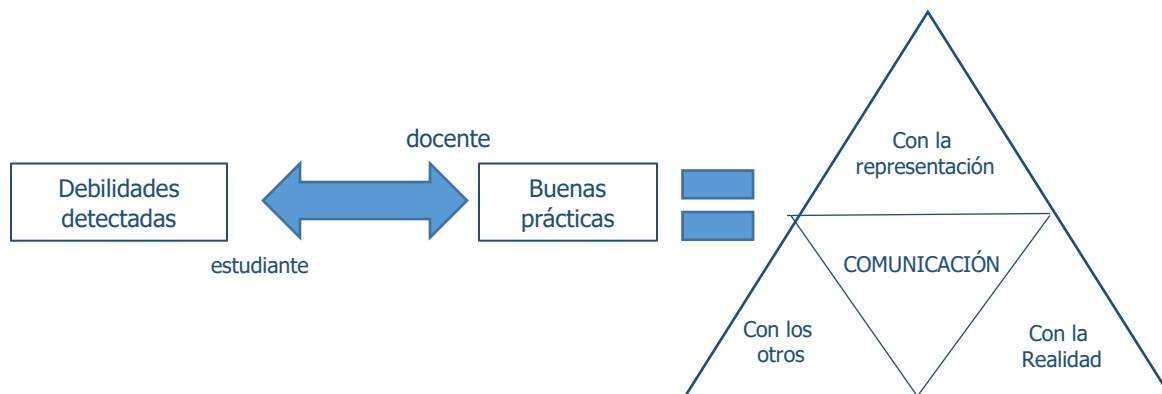 docente
Debilidades
detectadas
estudiante
Buenas
prácticas
Con la
representación
COMUNICACIÓN
Con los
otros
Con la
Realidad